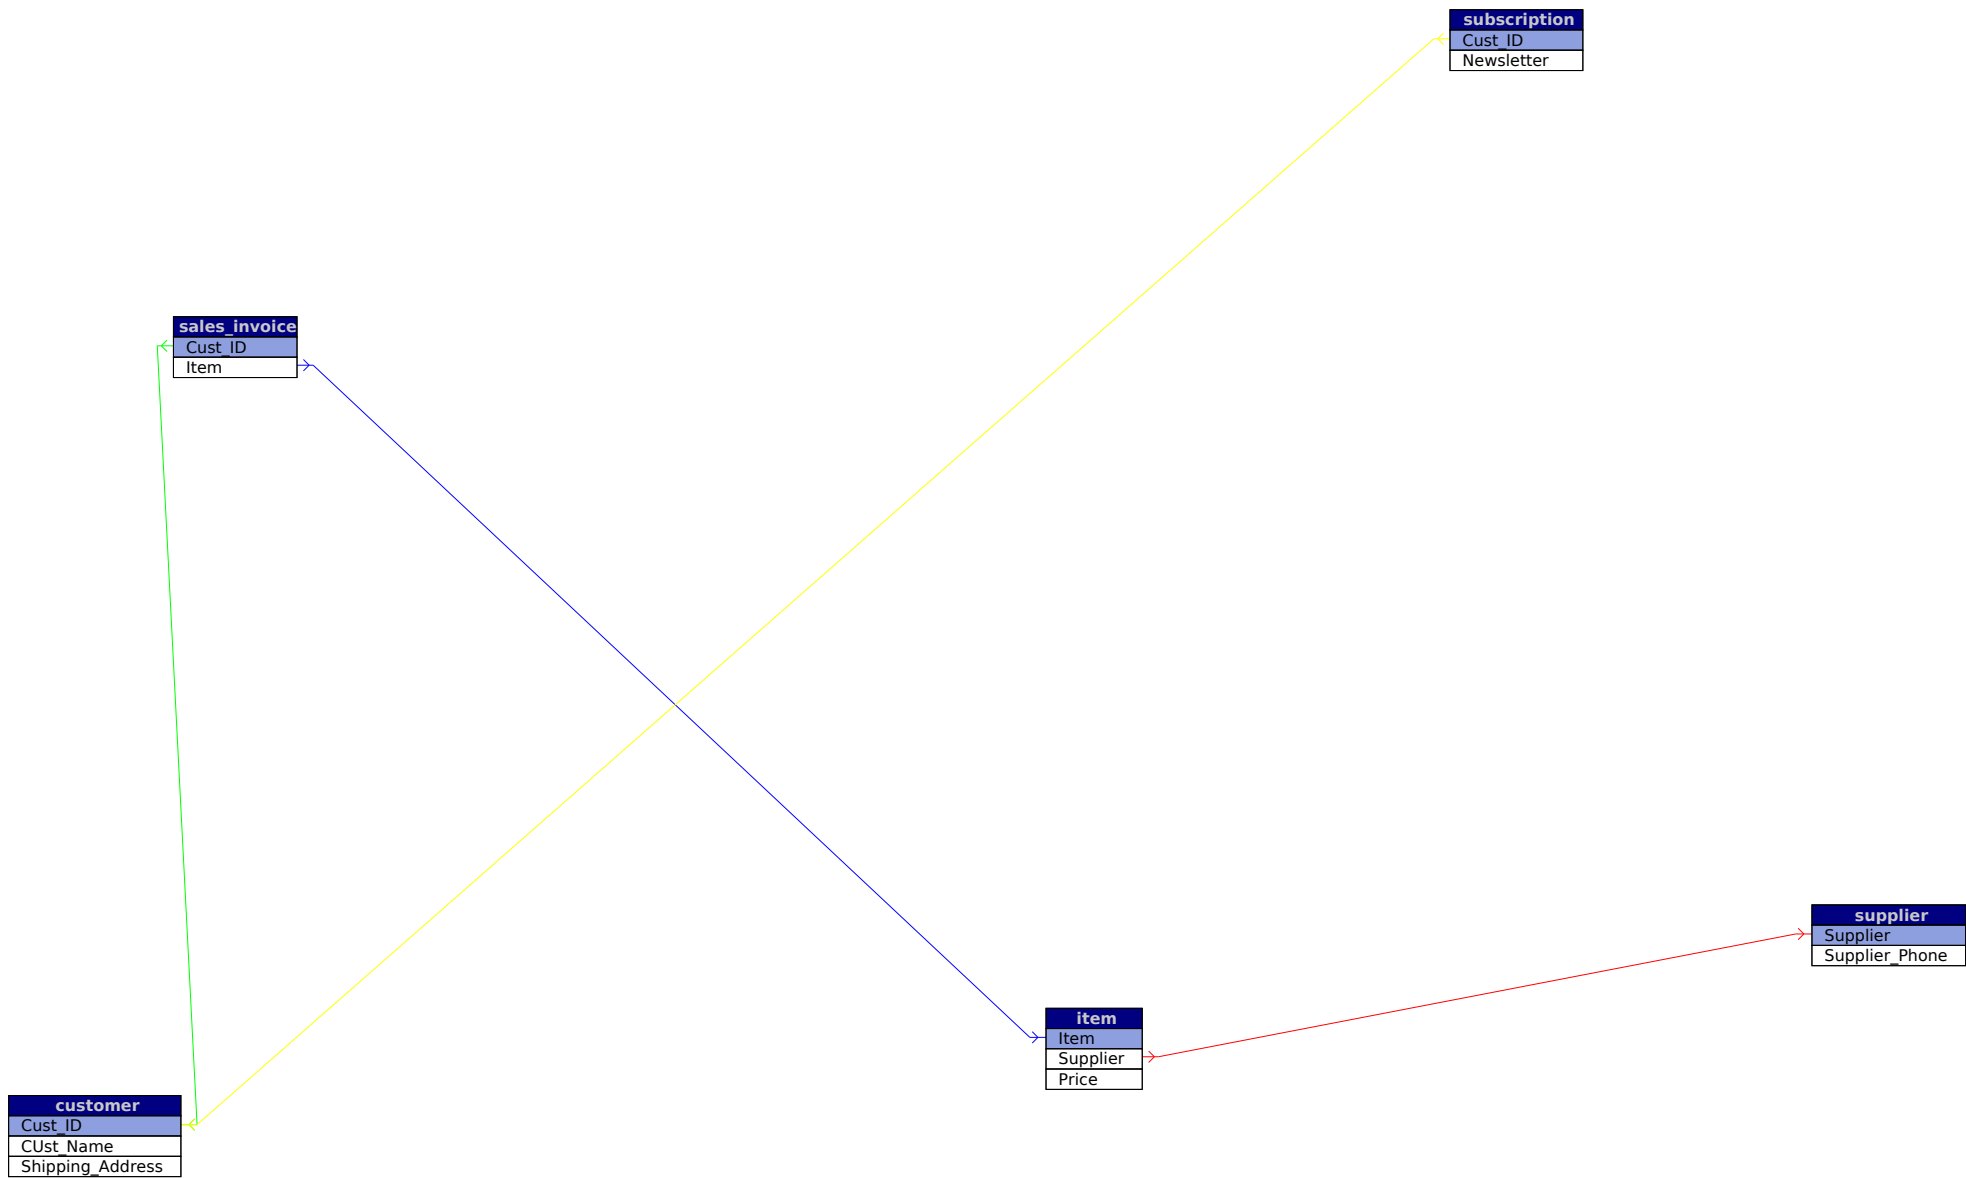 subscription
Cust_ID
Newsletter
sales_invoice
Cust_ID
Item
supplier
Supplier
Supplier_Phone
item
Item
Supplier
Price
customer
Cust_ID
CUst_Name
Shipping_Address